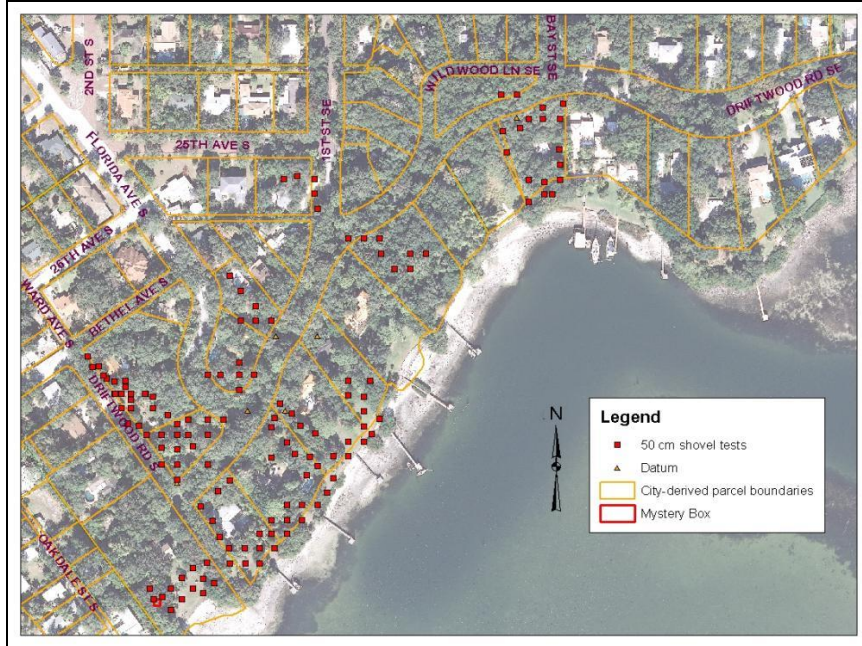 2ND ST S
BAY ST SE
WILDWOOD LN SE
DRIFTWOOD RD SE
1ST ST SE
25TH AVE S
FLORIDA AVE S
26TH AVE S
WARD AVE S
BETHEL AVE S
DRIFTWOOD RD S
OAKDALE ST S
N
Legend
50 cm shovel tests
Datum
City-derived parcel boundaries
Mystery Box